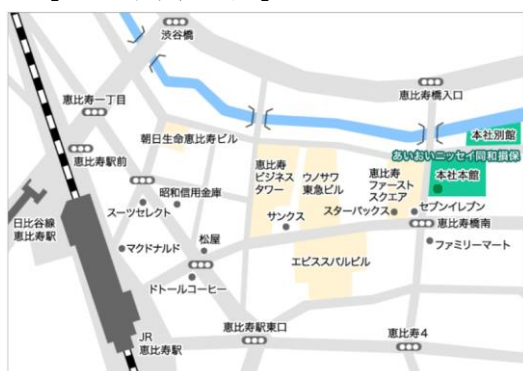 渋谷橋
恵比寿一丁目
恵比寿橋入口
本社別館
朝日生命恵比寿ビル
あいおいニッセイ同和損保
恵比寿駅前
恵比寿
ビジネス
タワー
ウノサワ
東急ビル
恵比寿
ファースト
スクエア
本社本館
昭和信用金庫
スーツセレクト
日比谷線
恵比寿駅
サンクス
スターバックス
セブンイレブン
恵比寿橋南
マクドナルド
松屋
ファミリーマート
エビススバルビル
ドトールコーヒー
JR
恵比寿駅
恵比寿駅東口
恵比寿4